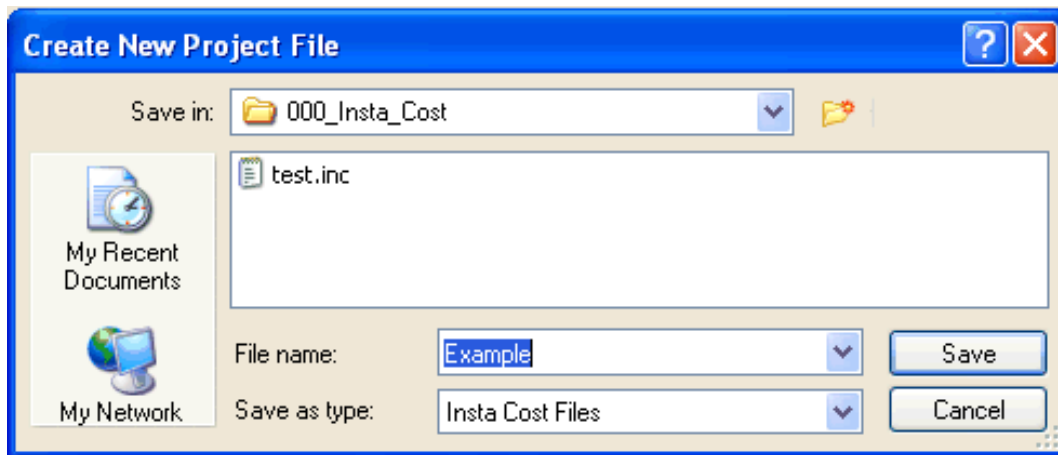 Create New Project File
Save in: 000_Insta_Cost
test.inc
My Recent
Documents
My Network
File name: Example Save
Save as type: Insta Cost Files Cancel